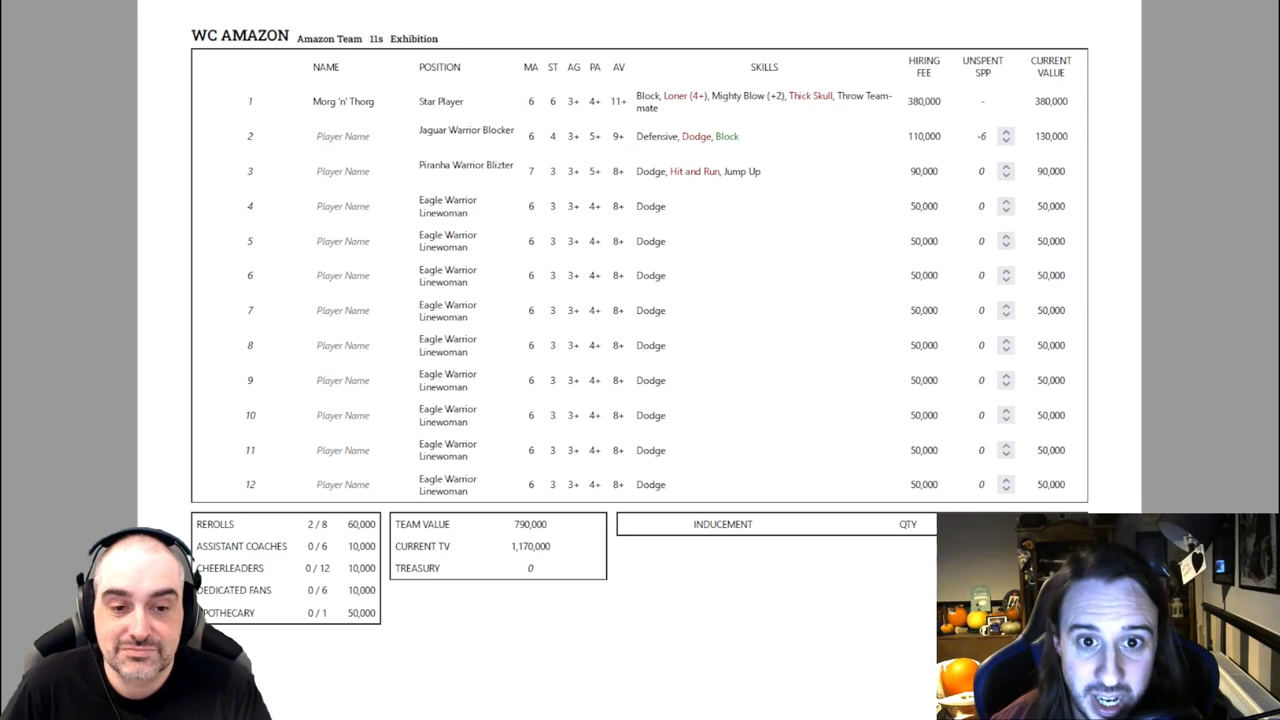 WC AMAZON Amazon Team 11s Exhibition
NAME POSITION MA ST AG PA AV SKILLS HIRING FEE UNSPENT SPP CURRENT VALUE
1 Morg 'n' Thorg Star Player 6 6 3+ 4+ 11+ Block, Loner (4+), Mighty Blow (+2), Thick Skull, Throw Team-mate 380,000 - 380,000
2 Player Name Jaguar Warrior Blocker 6 4 3+ 5+ 9+ Defensive, Dodge, Block 110,000 -6 130,000
3 Player Name Piranha Warrior Blizter 7 3 3+ 5+ 8+ Dodge, Hit and Run, Jump Up 90,000 0 90,000
4 Player Name Eagle Warrior Linewoman 6 3 3+ 4+ 8+ Dodge 50,000 0 50,000
5 Player Name Eagle Warrior Linewoman 6 3 3+ 4+ 8+ Dodge 50,000 0 50,000
6 Player Name Eagle Warrior Linewoman 6 3 3+ 4+ 8+ Dodge 50,000 0 50,000
7 Player Name Eagle Warrior Linewoman 6 3 3+ 4+ 8+ Dodge 50,000 0 50,000
8 Player Name Eagle Warrior Linewoman 6 3 3+ 4+ 8+ Dodge 50,000 0 50,000
9 Player Name Eagle Warrior Linewoman 6 3 3+ 4+ 8+ Dodge 50,000 0 50,000
10 Player Name Eagle Warrior Linewoman 6 3 3+ 4+ 8+ Dodge 50,000 0 50,000
11 Player Name Eagle Warrior Linewoman 6 3 3+ 4+ 8+ Dodge 50,000 0 50,000
12 Player Name Eagle Warrior Linewoman 6 3 3+ 4+ 8+ Dodge 50,000 0 50,000
REROLLS 2 / 8 60,000
ASSISTANT COACHES 0 / 6 10,000
CHEERLEADERS 0 / 12 10,000
DEDICATED FANS 0 / 6 10,000
POTHECARY 0 / 1 50,000
TEAM VALUE 790,000
CURRENT TV 1,170,000
TREASURY 0
INDUCEMENT QTY